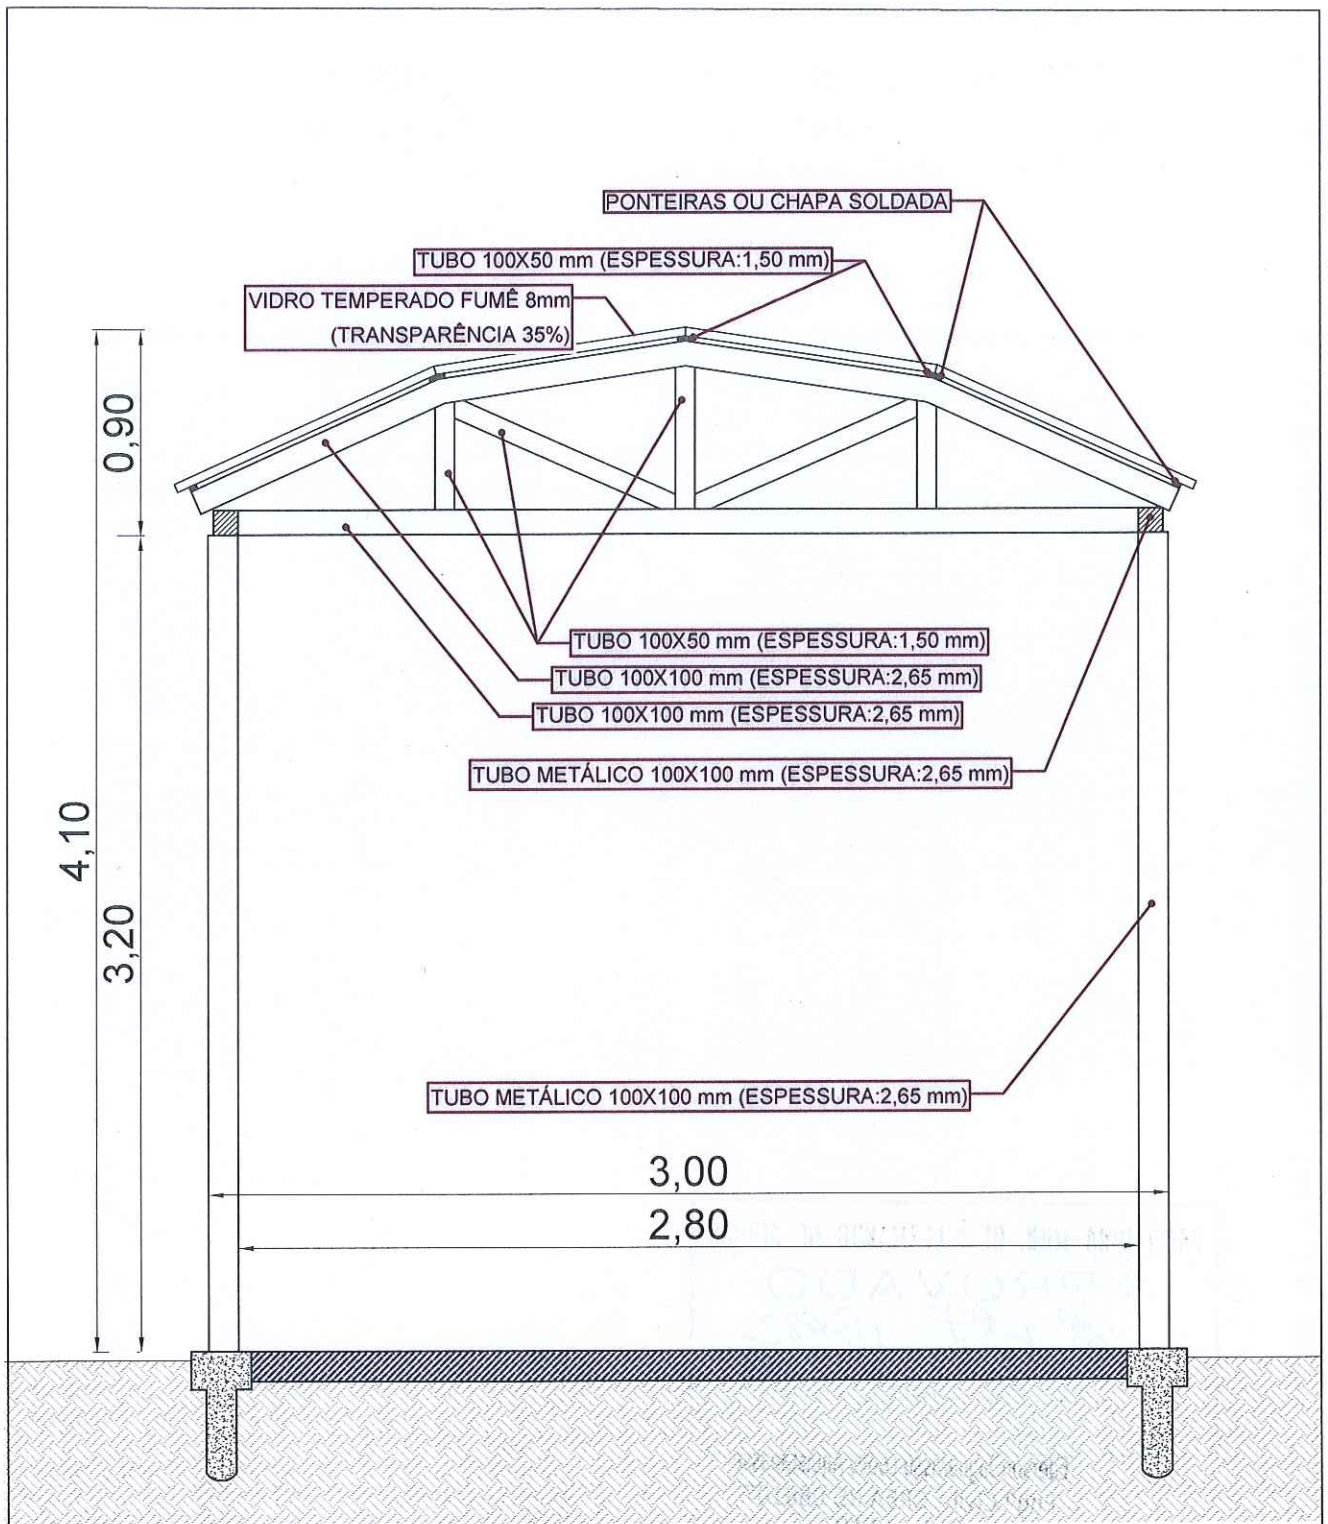 PONTEIRAS OU CHAPA SOLDADA
TUBO 100X50 mm (ESPESSURA:1,50 mm)
VIDRO TEMPERADO FUMÊ 8mm
(TRANSPARÊNCIA 35%)
0,90
TUBO 100X50 mm (ESPESSURA:1,50 mm)
TUBO 100X100 mm (ESPESSURA:2,65 mm)
TUBO 100X100 mm (ESPESSURA:2,65 mm)
TUBO METÁLICO 100X100 mm (ESPESSURA:2,65 mm)
4,10
3,20
TUBO METÁLICO 100X100 mm (ESPESSURA:2,65 mm)
3,00
2,80